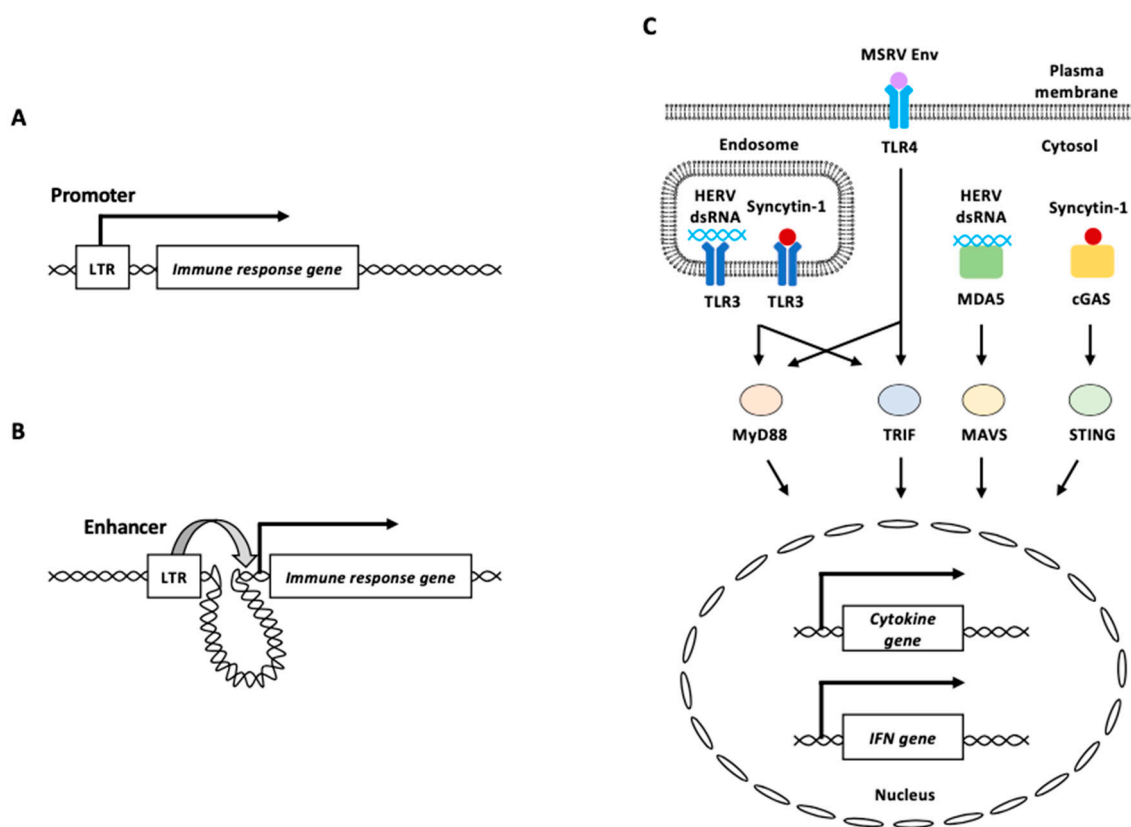 A
Promoter
LTR
Immune response gene
B
Enhancer
LTR
Immune response gene
C
MSRV Env
Plasma
membrane
Endosome
TLR4
Cytosol
HERV
dsRNA
Syncytin-1
HERV
dsRNA
Syncytin-1
TLR3
TLR3
MDA5
cGAS
MyD88
TRIF
MAVS
STING
Cytokine
gene
IFN gene
Nucleus